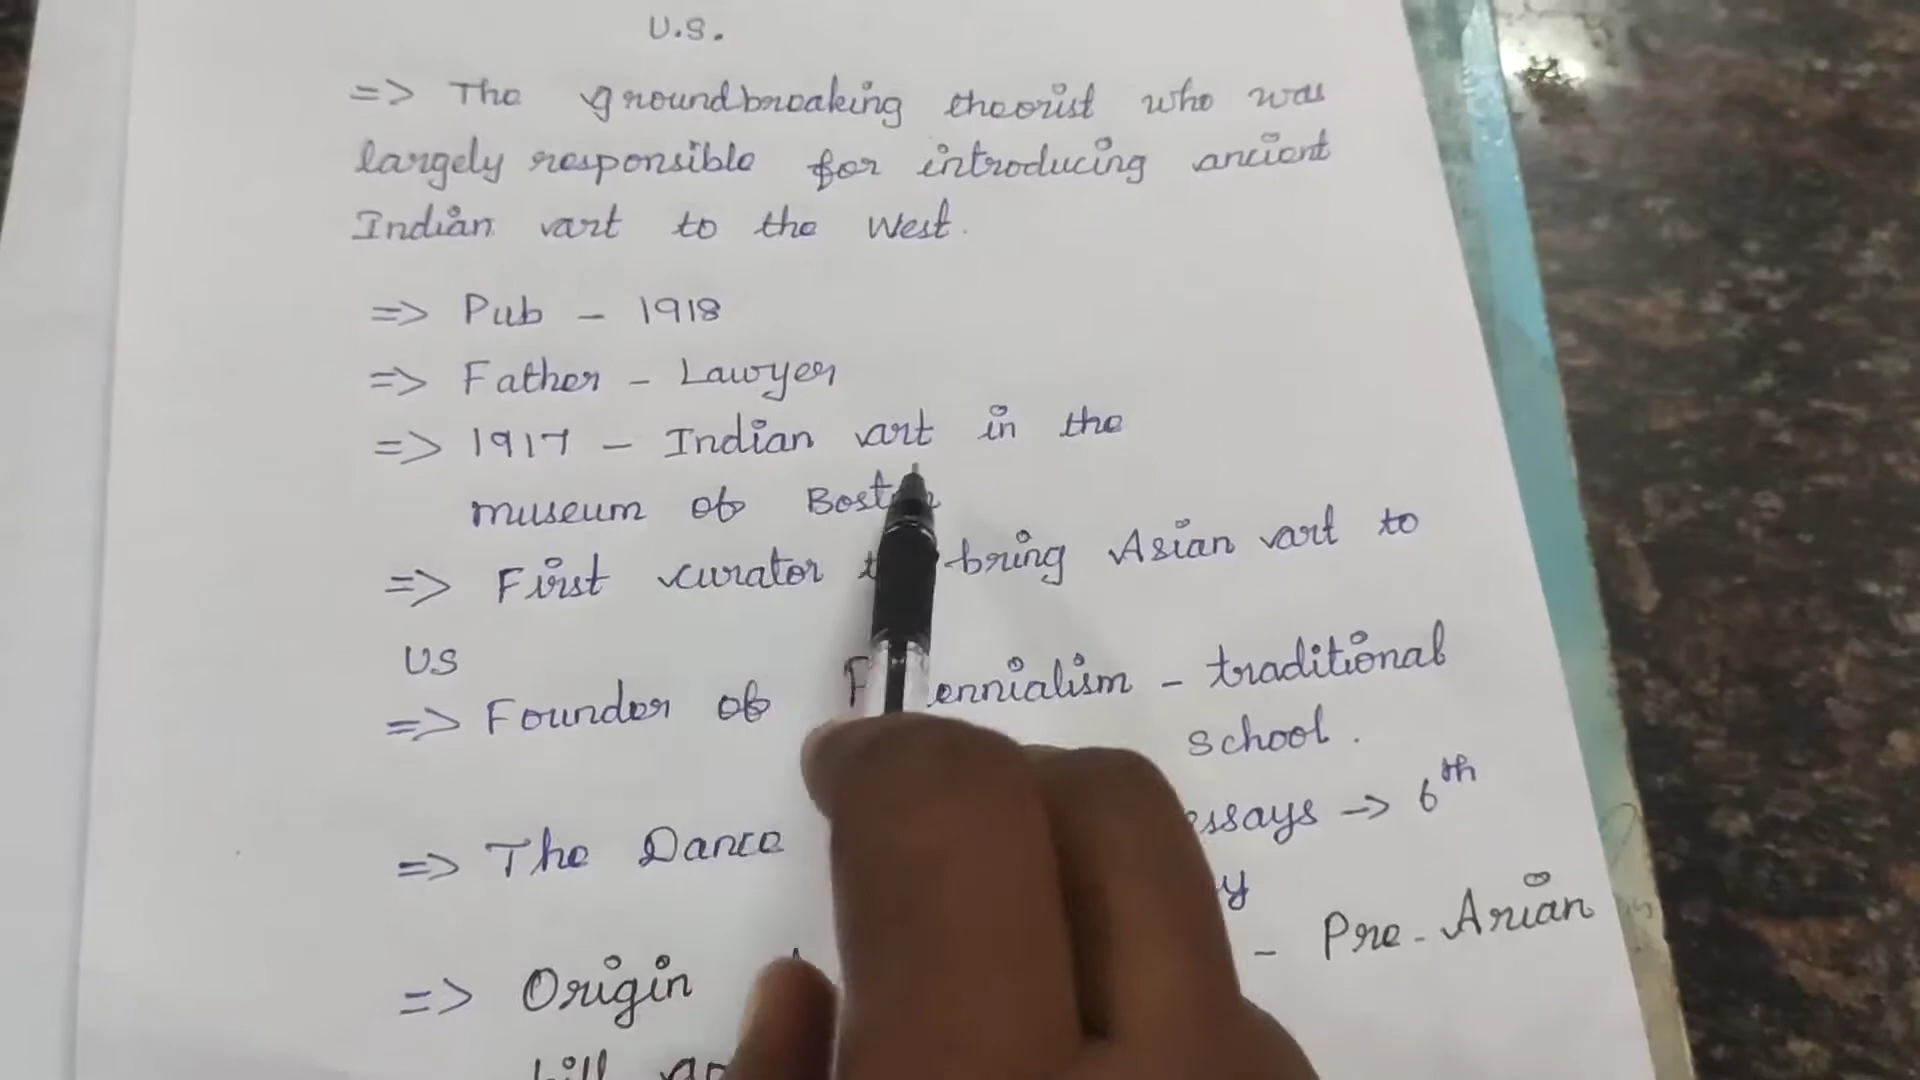 U.S.
=> The groundbreaking theorist who was
largely responsible for introducing ancient
Indian art to the West.
=> Pub - 1918
=> Father - Lawyer
=> 1917 - Indian art in the
museum of Boston
=> First curator bring Asian art to
US
=> Founder of - traditional
school.
=> The Dance essays -> 6th
=> Origin - Pre-Arian
hill